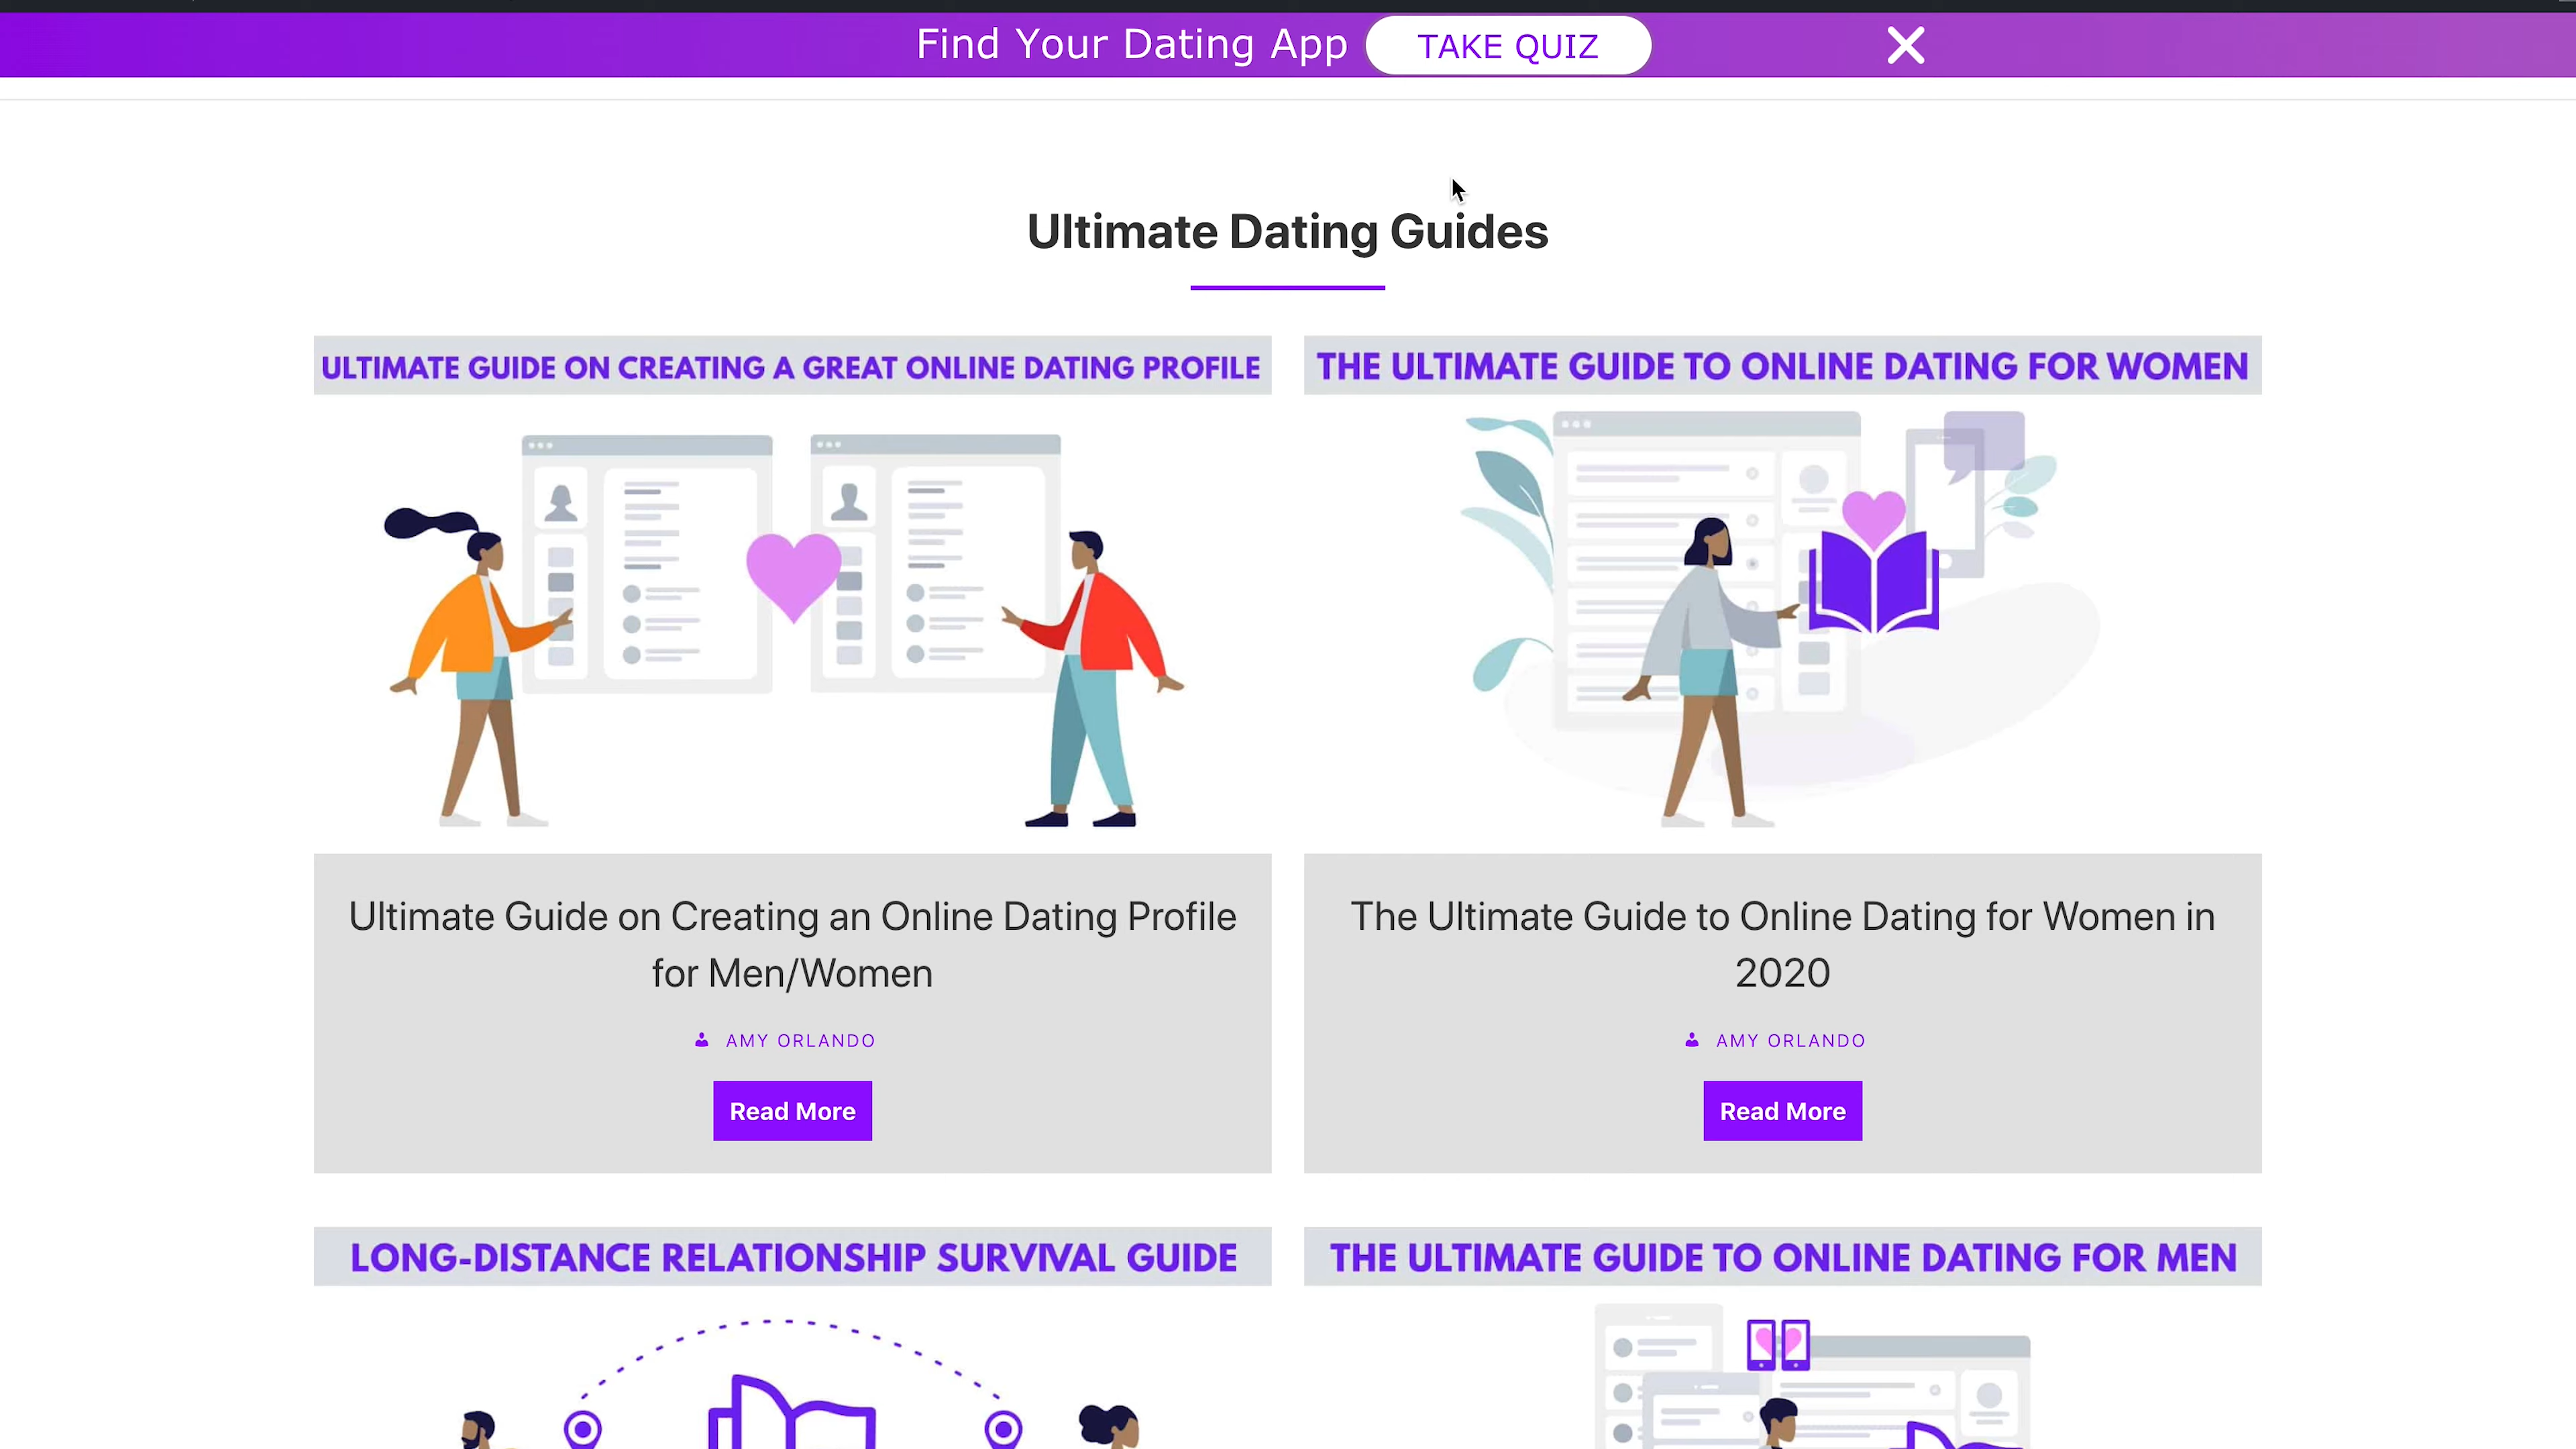 Find Your Dating App TAKE QUIZ
Ultimate Dating Guides
ULTIMATE GUIDE ON CREATING A GREAT ONLINE DATING PROFILE
THE ULTIMATE GUIDE TO ONLINE DATING FOR WOMEN
Ultimate Guide on Creating an Online Dating Profile
for Men/Women
AMY ORLANDO
Read More
The Ultimate Guide to Online Dating for Women in
2020
AMY ORLANDO
Read More
LONG-DISTANCE RELATIONSHIP SURVIVAL GUIDE
THE ULTIMATE GUIDE TO ONLINE DATING FOR MEN